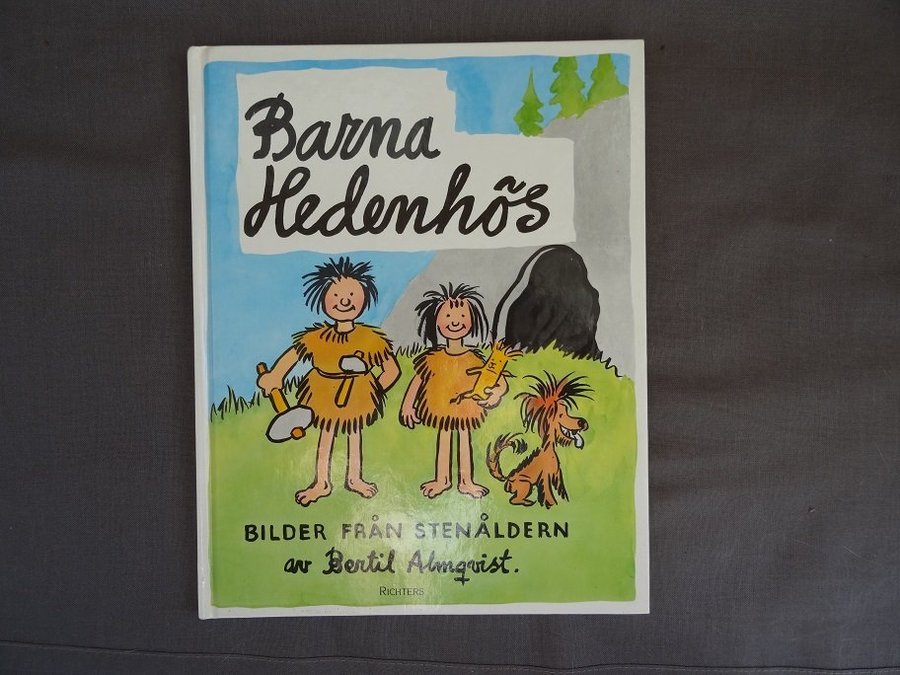 Barna
Hedenhös
BILDER FRÅN STENÅLDERN
av Bertil Almqvist.
RICHTERS